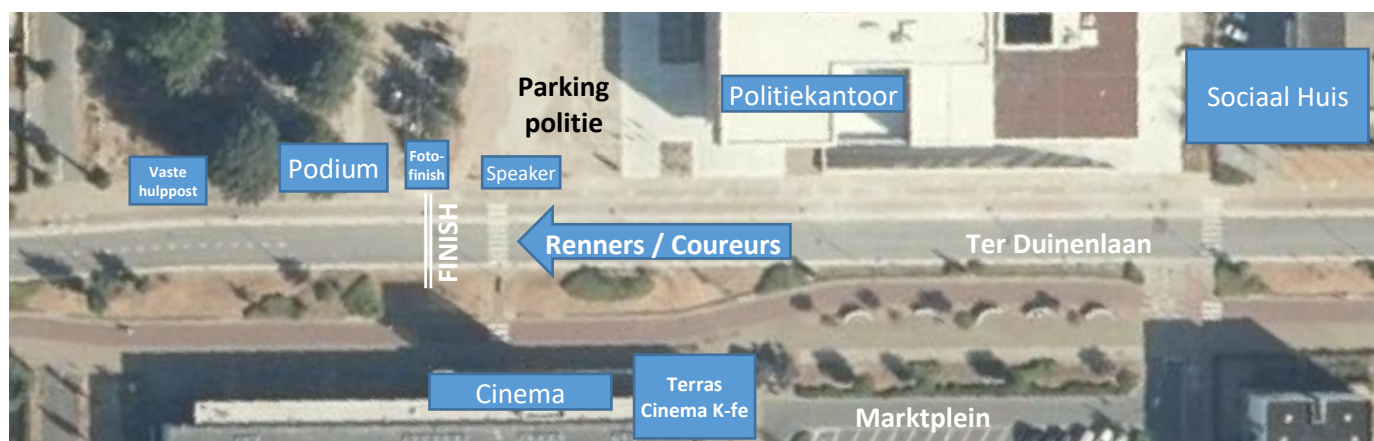 Parking
politie
Politiekantoor
Sociaal Huis
Vaste
hulppost
Podium
Foto-
finish
Speaker
FINISH
Renners / Coureurs
Ter Duinenlaan
Cinema
Terras
Cinema K-fe
Marktplein